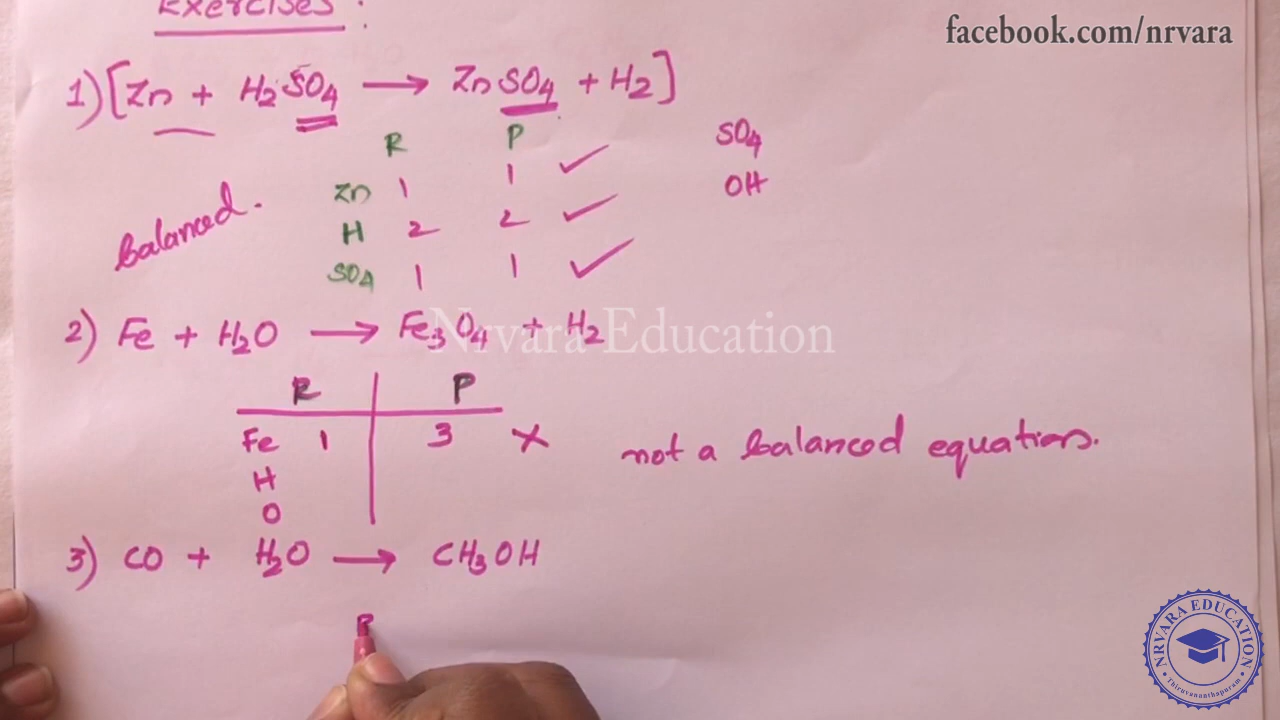 Exercises :
facebook.com/nrvara
1) [Zn + H2SO4 → ZnSO4 + H2]
R P
Zn 1 1 ✓
H 2 2 ✓
SO4 1 1 ✓
SO4
OH
balanced.
2) Fe + H2O → Fe3O4 + H2
Nrvara Education
R P
Fe 1 3 ✗
H
O
not a balanced equation.
3) CO + H2O → CH3OH
R
NRVARA EDUCATION
Thiruvananthapuram